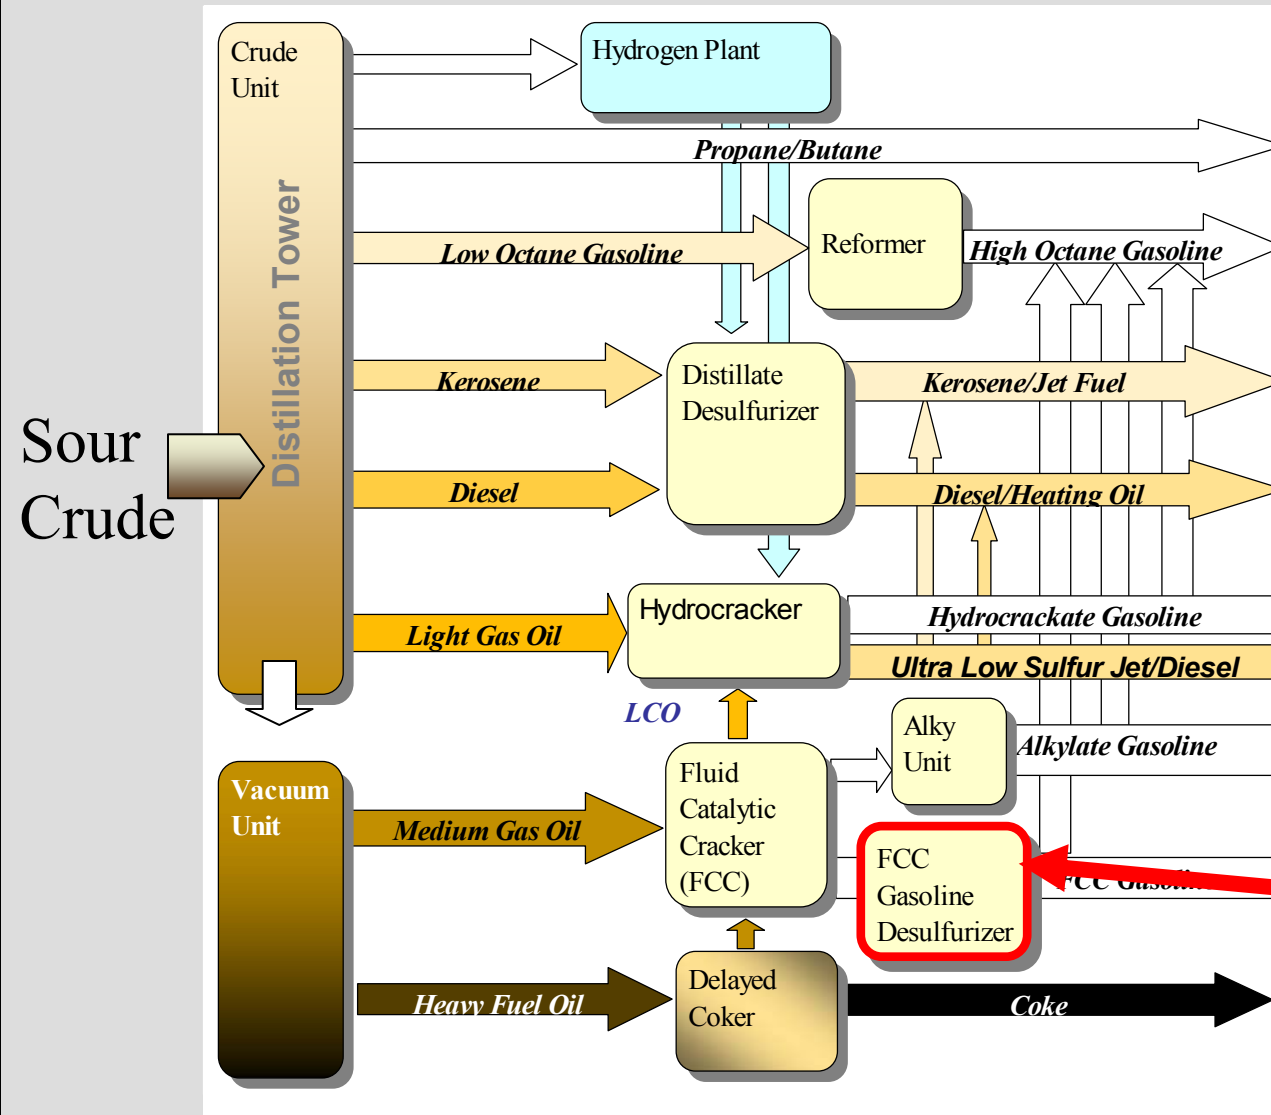 Crude
Unit
Hydrogen Plant
Propane/Butane
Distillation Tower
Low Octane Gasoline
Reformer
High Octane Gasoline
Kerosene
Distillate
Desulfurizer
Kerosene/Jet Fuel
Sour
Crude
Diesel
Diesel/Heating Oil
Light Gas Oil
Hydrocracker
Hydrocrackate Gasoline
Ultra Low Sulfur Jet/Diesel
LCO
Alky
Unit
Alkylate Gasoline
Vacuum
Unit
Medium Gas Oil
Fluid
Catalytic
Cracker
(FCC)
FCC
Gasoline
Desulfurizer
FCC Gasoline
Heavy Fuel Oil
Delayed
Coker
Coke